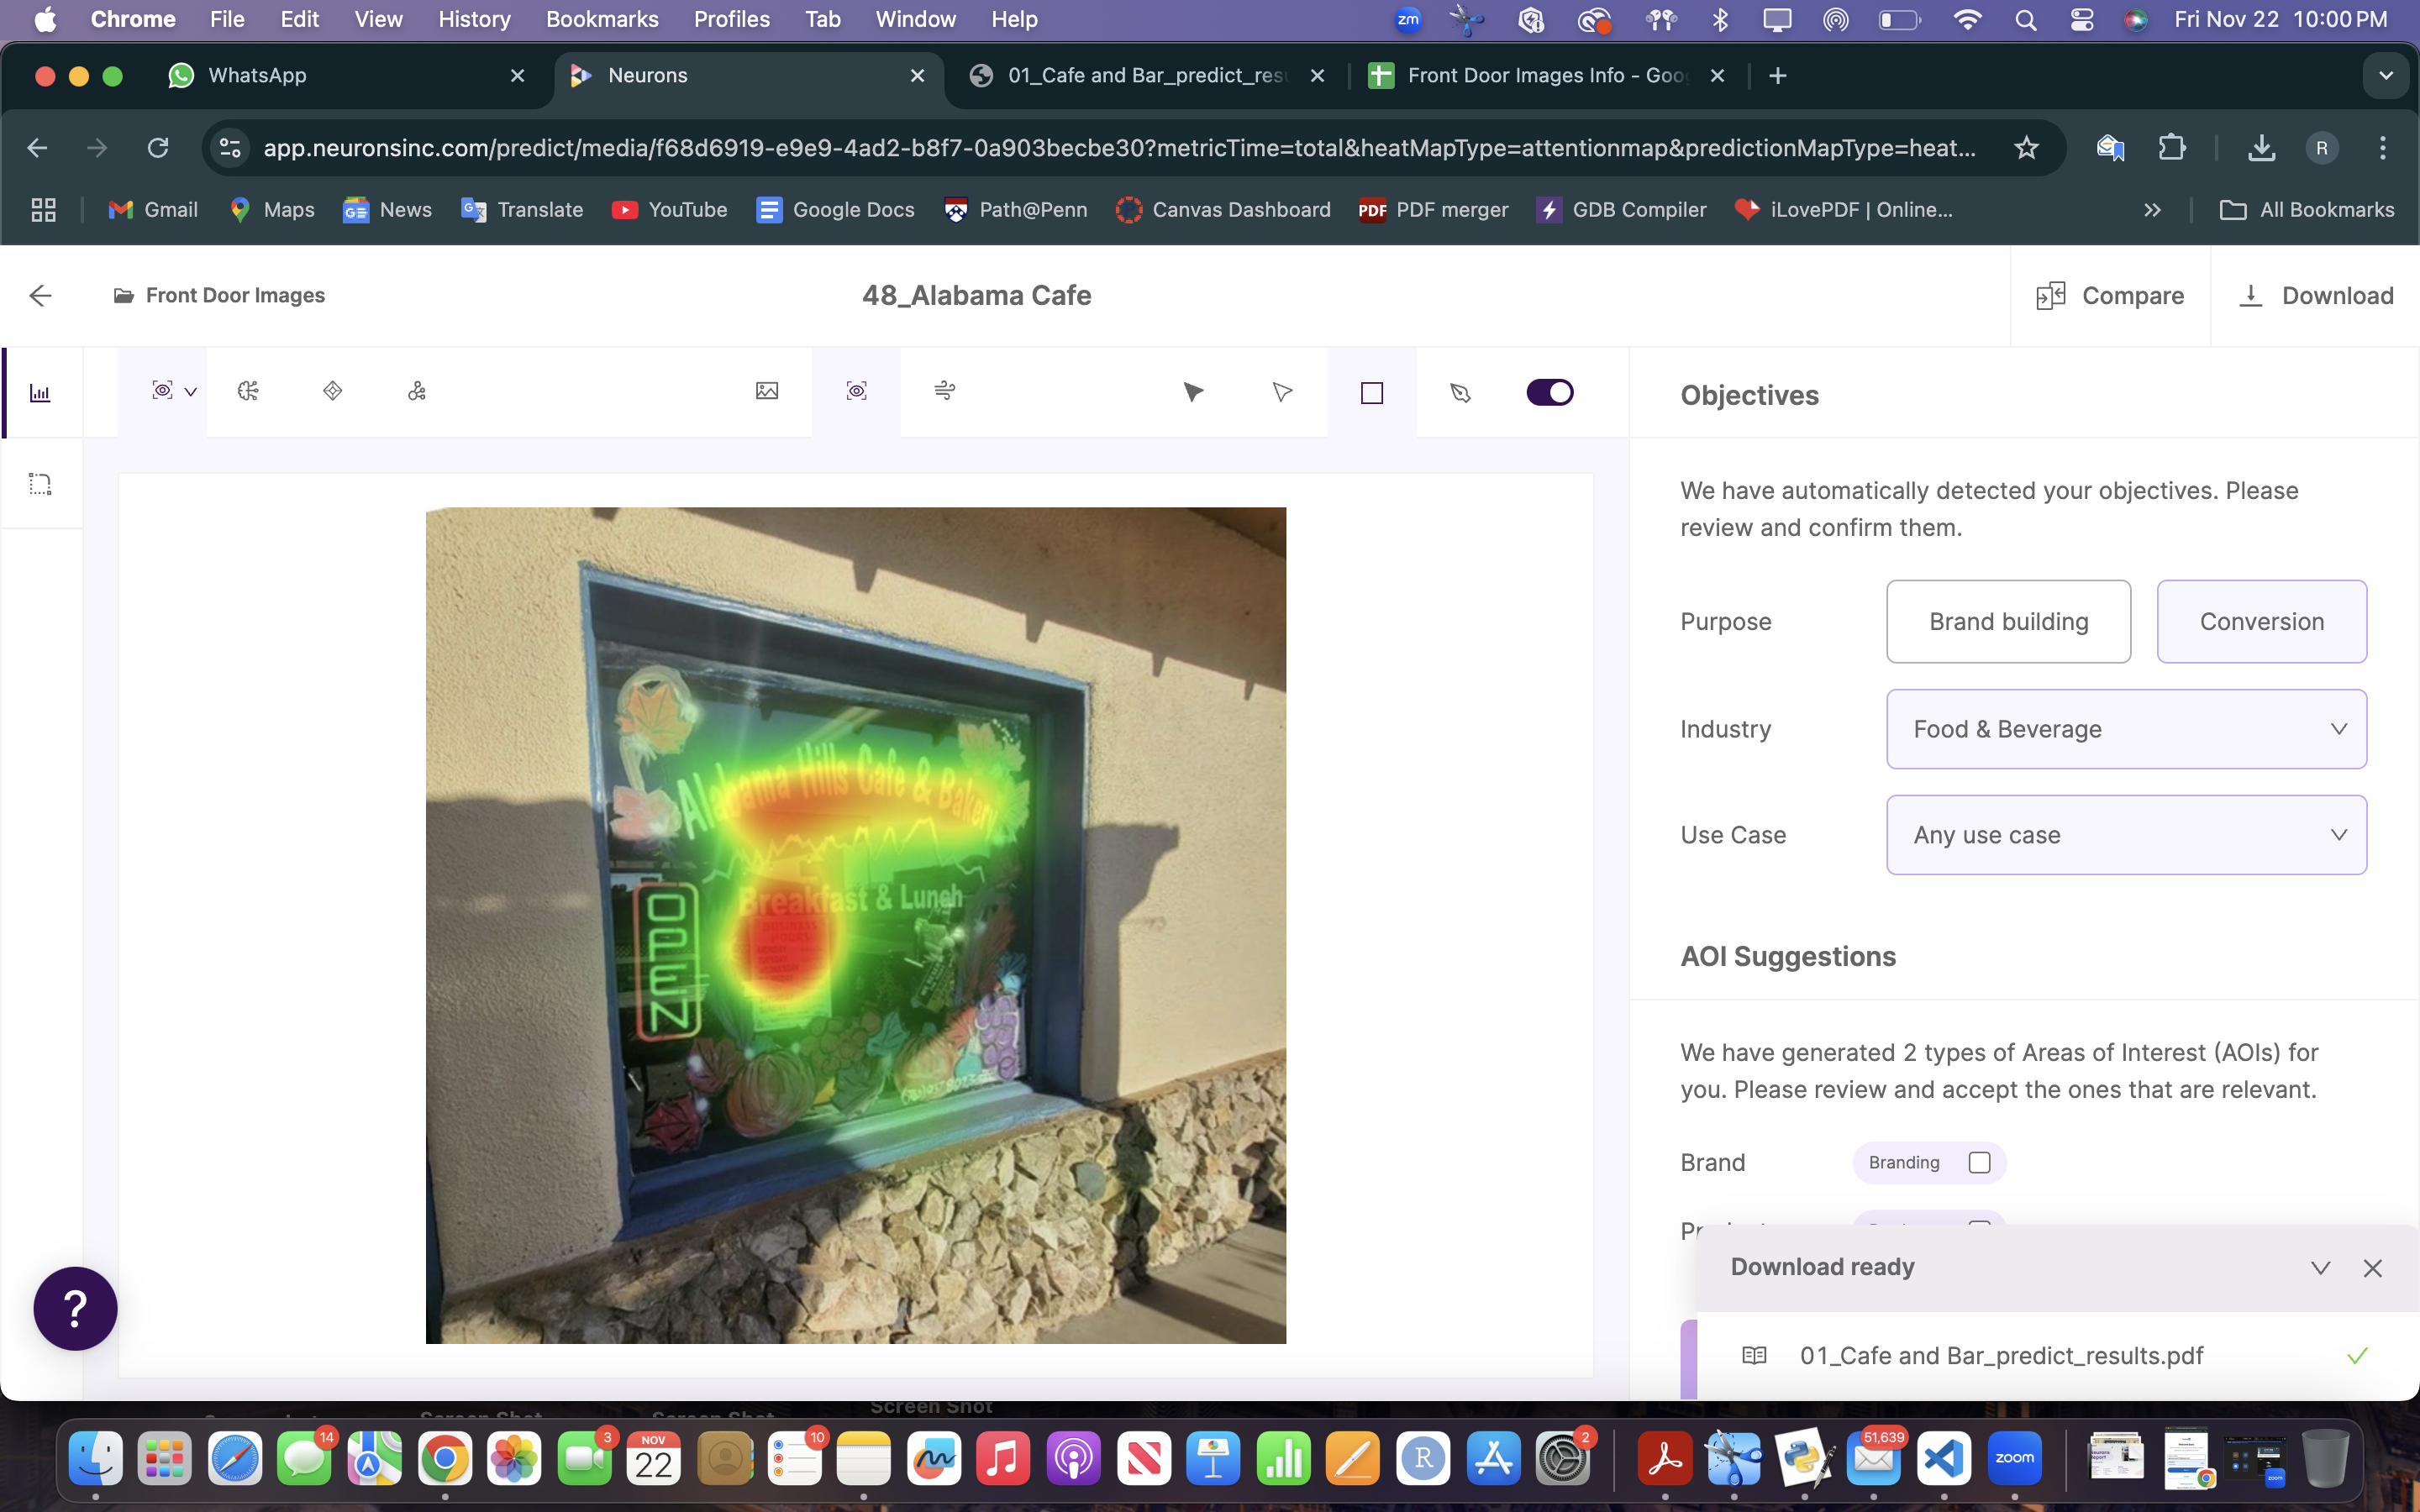 Chrome File Edit View History Bookmarks Profiles Tab Window Help zm Fri Nov 22 10:00 PM
WhatsApp Neurons 01_Cafe and Bar_predict_resu Front Door Images Info - Goo
app.neuronsinc.com/predict/media/f68d6919-e9e9-4ad2-b8f7-0a903becbe30?metricTime=total&heatMapType=attentionmap&predictionMapType=heat... R
Gmail Maps News Translate YouTube Google Docs Path@Penn Canvas Dashboard PDF PDF merger GDB Compiler iLovePDF | Online... All Bookmarks
Front Door Images 48_Alabama Cafe Compare Download
Objectives
We have automatically detected your objectives. Please
review and confirm them.
Purpose Brand building Conversion
Industry Food & Beverage
Use Case Any use case
AOI Suggestions
We have generated 2 types of Areas of Interest (AOIs) for
you. Please review and accept the ones that are relevant.
Brand Branding
Alabama Hills Cafe & Bakery
Breakfast & Lunch
BUSINESS
HOURS
OPEN
?
Download ready
01_Cafe and Bar_predict_results.pdf
Screen Shot
14 3 NOV 22 10 2 51,639 zoom